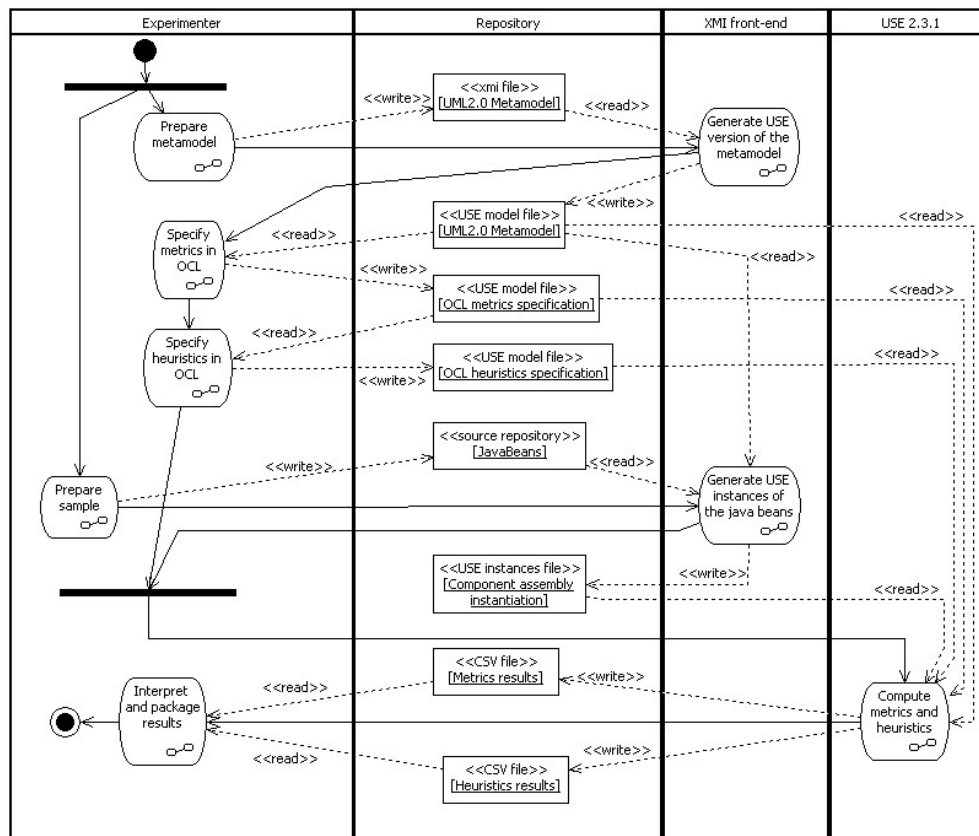 Experimenter
Repository
XMI front-end
USE 2.3.1
<<write>>
<<xmi file>>
[UML2.0 Metamodel]
<<read>>
Prepare
metamodel
Generate USE
version of the
metamodel
<<write>>
Specify
metrics in
OCL
<<read>>
<<USE model file>>
[UML2.0 Metamodel]
<<read>>
<<read>>
<<write>>
<<USE model file>>
[OCL metrics specification]
<<read>>
Specify
heuristics in
OCL
<<write>>
<<USE model file>>
[OCL heuristics specification]
<<read>>
<<source repository>>
[JavaBeans]
<<write>>
<<read>>
Prepare
sample
Generate USE
instances of
the java beans
<<USE instances file>>
[Component assembly
instantiation]
<<write>>
<<read>>
<<CSV file>>
[Metrics results]
<<read>>
<<write>>
Interpret
and package
results
Compute
metrics and
heuristics
<<write>>
<<read>>
<<CSV file>>
[Heuristics results]